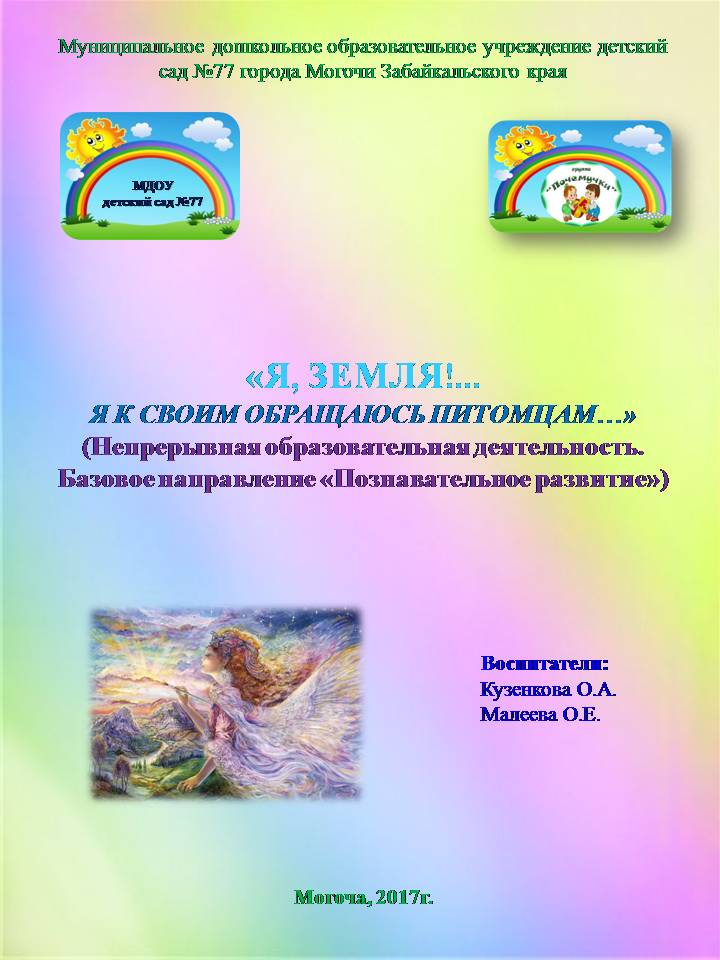 Муниципальное дошкольное образовательное учреждение детский
сад №77 города Могочи Забайкальского края
МДОУ
детский сад №77
группа
"Почемучки"
«Я, ЗЕМЛЯ!...
Я К СВОИМ ОБРАЩАЮСЬ ПИТОМЦАМ…»
(Непрерывная образовательная деятельность.
Базовое направление «Познавательное развитие»)
Воспитатели:
Кузенкова О.А.
Малеева О.Е.
Могоча, 2017г.